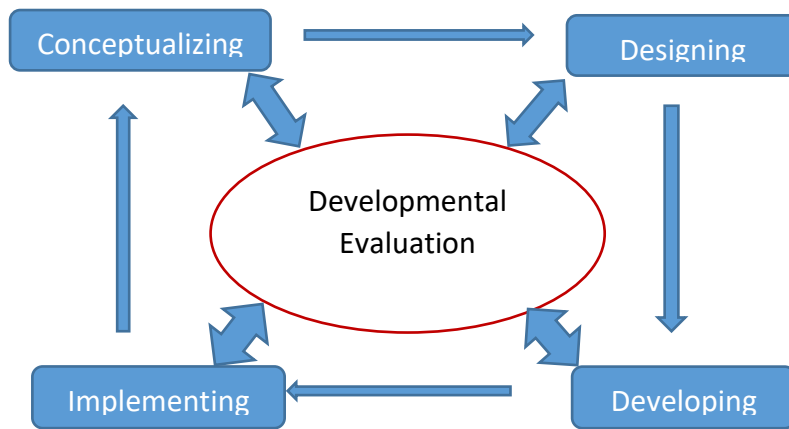 Conceptualizing
Designing
Developmental
Evaluation
Implementing
Developing